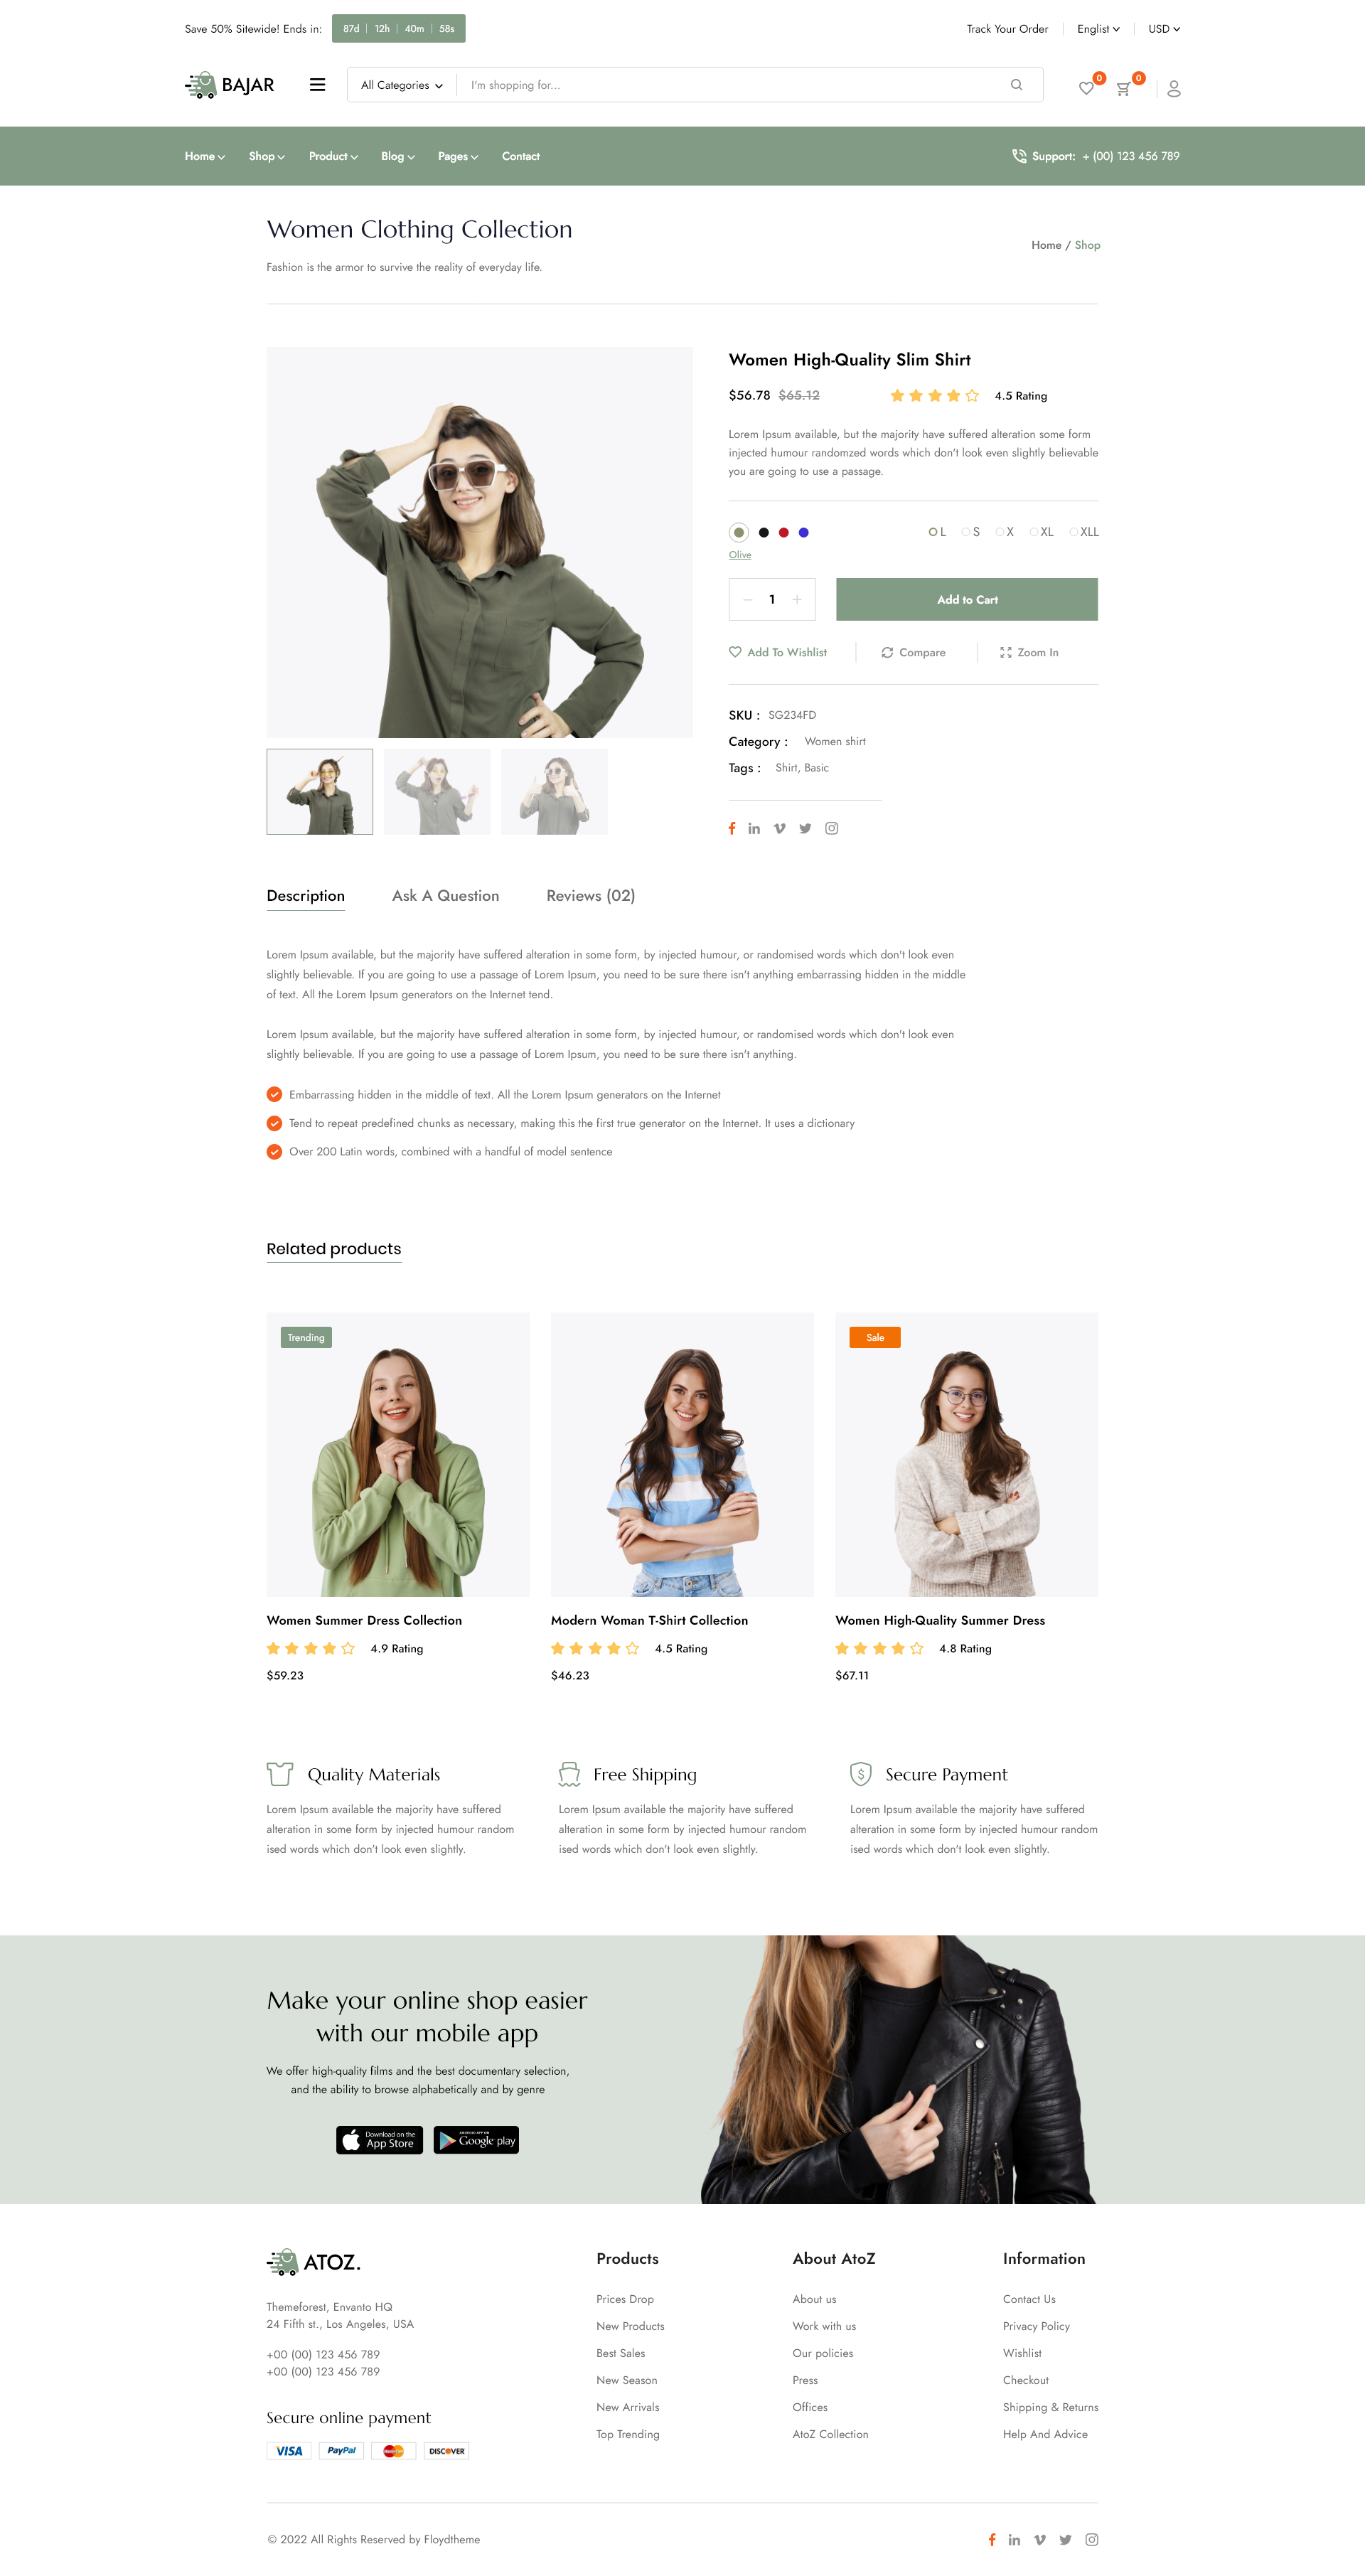 Save 50% Sitewide! Ends in: 87d 12h 40m 58s
Track Your Order Englist USD
BAJAR All Categories I'm shopping for... 0 0
Home Shop Product Blog Pages Contact
Support: + (00) 123 456 789
Women Clothing Collection
Home / Shop
Fashion is the armor to survive the reality of everyday life.
Women High-Quality Slim Shirt
$56.78 $65.12 4.5 Rating
Lorem Ipsum available, but the majority have suffered alteration some form
injected humour randomzed words which don't look even slightly believable
you are going to use a passage.
L S X XL XLL
Olive
1 Add to Cart
Add To Wishlist Compare Zoom In
SKU : SG234FD
Category : Women shirt
Tags : Shirt, Basic
Description Ask A Question Reviews (02)
Lorem Ipsum available, but the majority have suffered alteration in some form, by injected humour, or randomised words which don't look even
slightly believable. If you are going to use a passage of Lorem Ipsum, you need to be sure there isn't anything embarrassing hidden in the middle
of text. All the Lorem Ipsum generators on the Internet tend.
Lorem Ipsum available, but the majority have suffered alteration in some form, by injected humour, or randomised words which don't look even
slightly believable. If you are going to use a passage of Lorem Ipsum, you need to be sure there isn't anything.
Embarrassing hidden in the middle of text. All the Lorem Ipsum generators on the Internet
Tend to repeat predefined chunks as necessary, making this the first true generator on the Internet. It uses a dictionary
Over 200 Latin words, combined with a handful of model sentence
Related products
Trending
Sale
Women Summer Dress Collection
4.9 Rating
$59.23
Modern Woman T-Shirt Collection
4.5 Rating
$46.23
Women High-Quality Summer Dress
4.8 Rating
$67.11
Quality Materials
Lorem Ipsum available the majority have suffered
alteration in some form by injected humour random
ised words which don't look even slightly.
Free Shipping
Lorem Ipsum available the majority have suffered
alteration in some form by injected humour random
ised words which don't look even slightly.
Secure Payment
Lorem Ipsum available the majority have suffered
alteration in some form by injected humour random
ised words which don't look even slightly.
Make your online shop easier
with our mobile app
We offer high-quality films and the best documentary selection,
and the ability to browse alphabetically and by genre
Download on the
App Store
ANDROID APP ON
Google play
ATOZ.
Themeforest, Envanto HQ
24 Fifth st., Los Angeles, USA
+00 (00) 123 456 789
+00 (00) 123 456 789
Secure online payment
VISA PayPal MasterCard DISCOVER
Products
Prices Drop
New Products
Best Sales
New Season
New Arrivals
Top Trending
About AtoZ
About us
Work with us
Our policies
Press
Offices
AtoZ Collection
Information
Contact Us
Privacy Policy
Wishlist
Checkout
Shipping & Returns
Help And Advice
© 2022 All Rights Reserved by Floydtheme